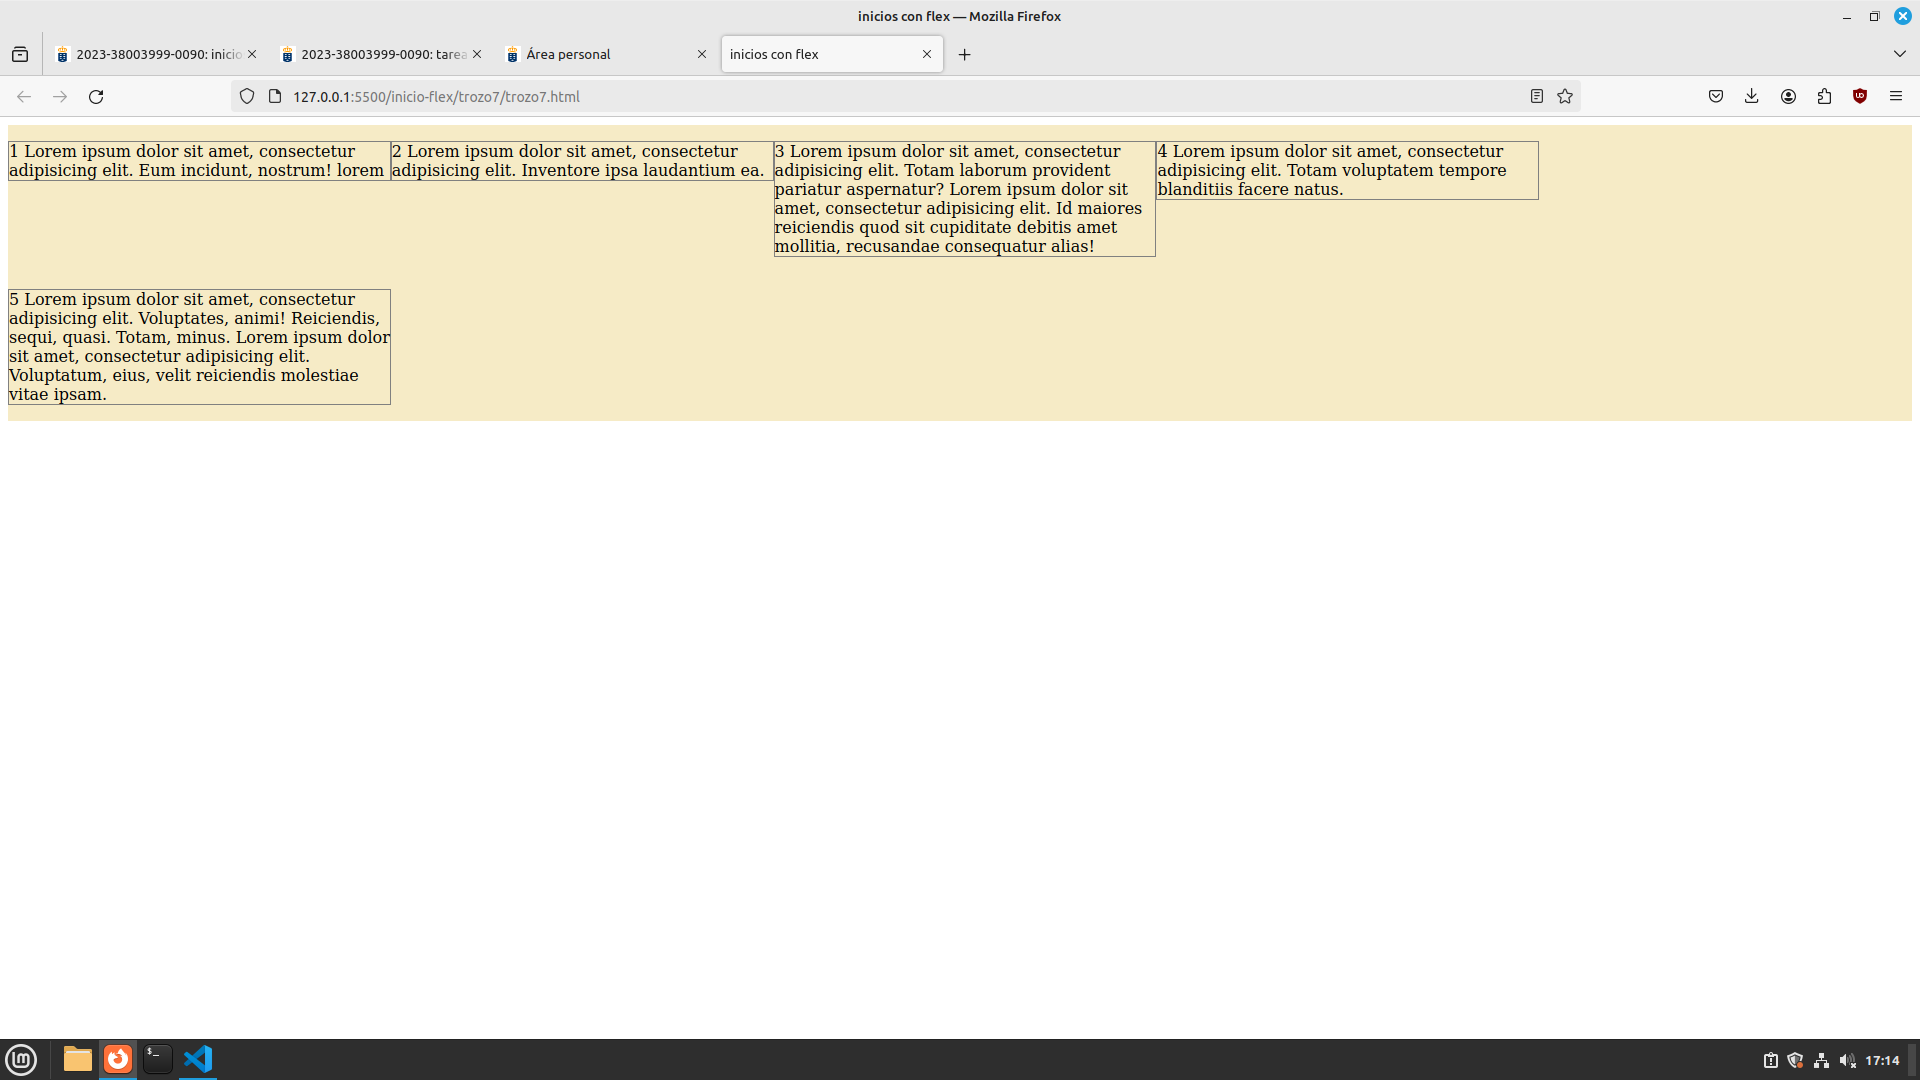 inicios con flex — Mozilla Firefox
2023-38003999-0090: inicio
2023-38003999-0090: tarea
Área personal
inicios con flex
127.0.0.1:5500/inicio-flex/trozo7/trozo7.html
1 Lorem ipsum dolor sit amet, consectetur
adipisicing elit. Eum incidunt, nostrum! lorem
2 Lorem ipsum dolor sit amet, consectetur
adipisicing elit. Inventore ipsa laudantium ea.
3 Lorem ipsum dolor sit amet, consectetur
adipisicing elit. Totam laborum provident
pariatur aspernatur? Lorem ipsum dolor sit
amet, consectetur adipisicing elit. Id maiores
reiciendis quod sit cupiditate debitis amet
mollitia, recusandae consequatur alias!
4 Lorem ipsum dolor sit amet, consectetur
adipisicing elit. Totam voluptatem tempore
blanditiis facere natus.
5 Lorem ipsum dolor sit amet, consectetur
adipisicing elit. Voluptates, animi! Reiciendis,
sequi, quasi. Totam, minus. Lorem ipsum dolor
sit amet, consectetur adipisicing elit.
Voluptatum, eius, velit reiciendis molestiae
vitae ipsam.
17:14